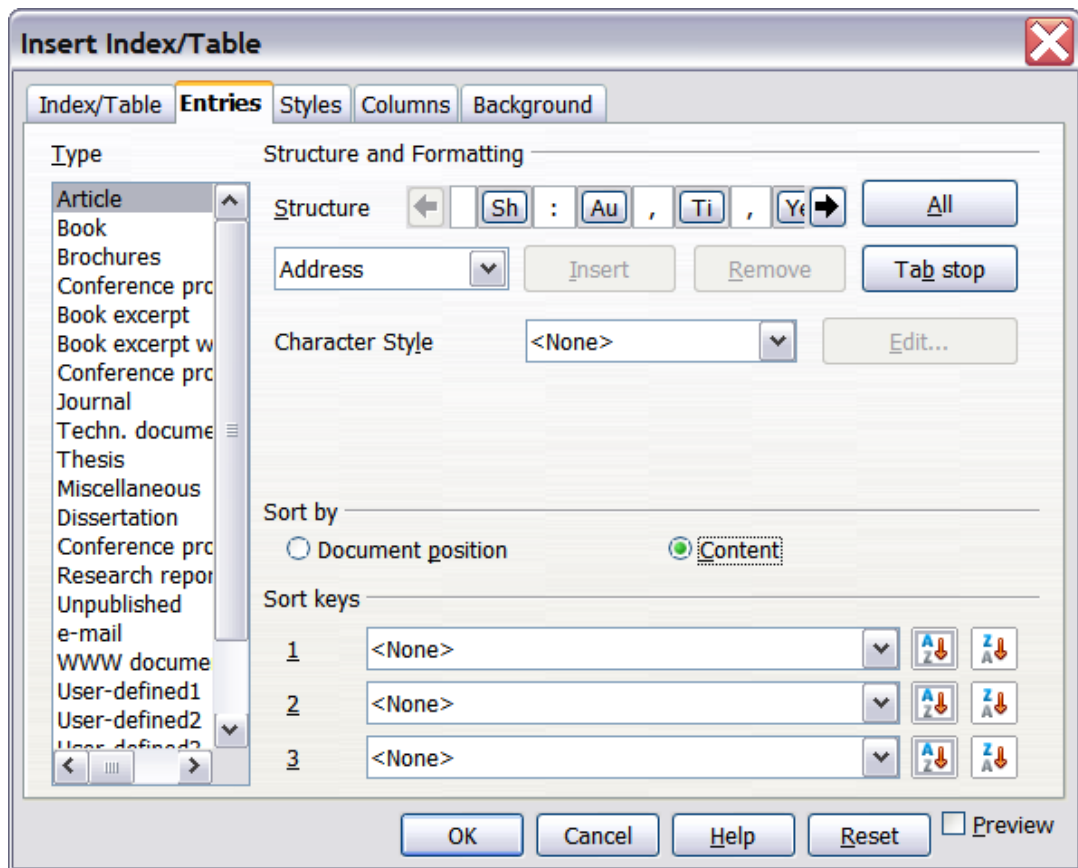 Insert Index/Table
Index/Table Entries Styles Columns Background
Type
Article
Book
Brochures
Conference pro
Book excerpt
Book excerpt w
Conference pro
Journal
Techn. docume
Thesis
Miscellaneous
Dissertation
Conference pro
Research repor
Unpublished
e-mail
WWW docume
User-defined1
User-defined2
User-defined3
Structure and Formatting
Structure Sh : Au , Ti , Ye All
Address Insert Remove Tab stop
Character Style <None> Edit...
Sort by
Document position Content
Sort keys
1 <None> A Z Z A
2 <None> A Z Z A
3 <None> A Z Z A
OK Cancel Help Reset Preview